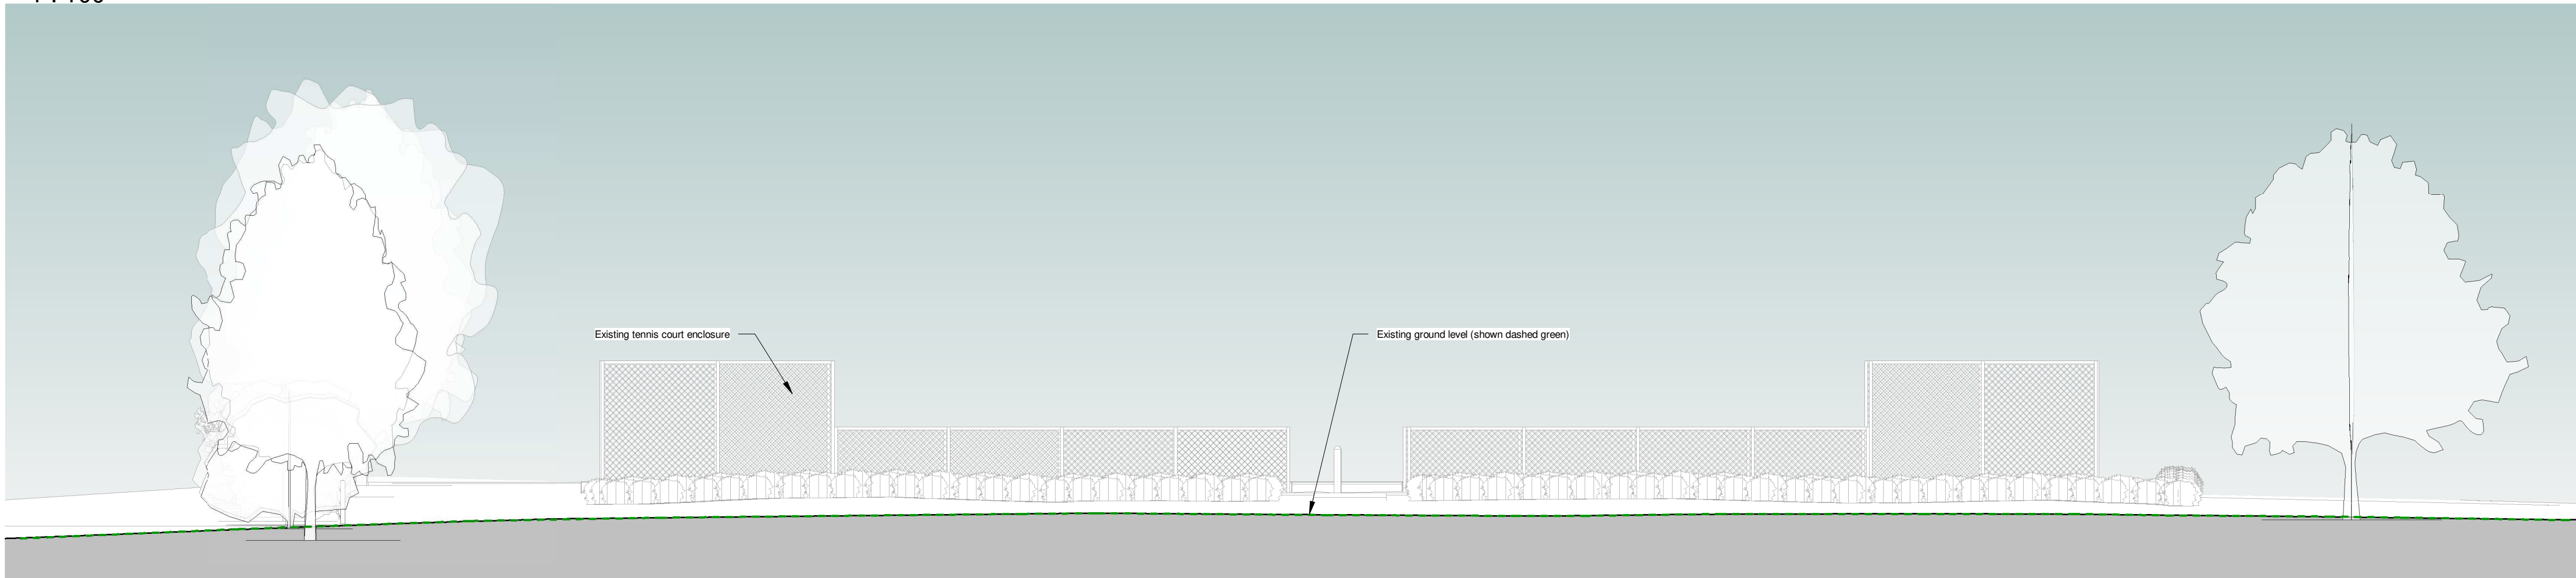 Existing tennis court enclosure
Existing ground level (shown dashed green)